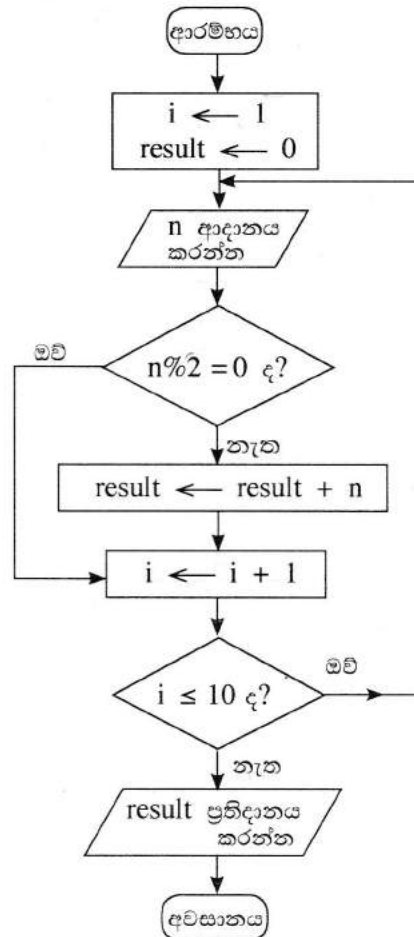 ආරම්භය
i ← 1
result ← 0
n ආදානය
කරන්න
ඔව්
n%2 = 0 ද?
නැත
result ← result + n
i ← i + 1
ඔව්
i ≤ 10 ද?
නැත
result ප්‍රතිදානය
කරන්න
අවසානය